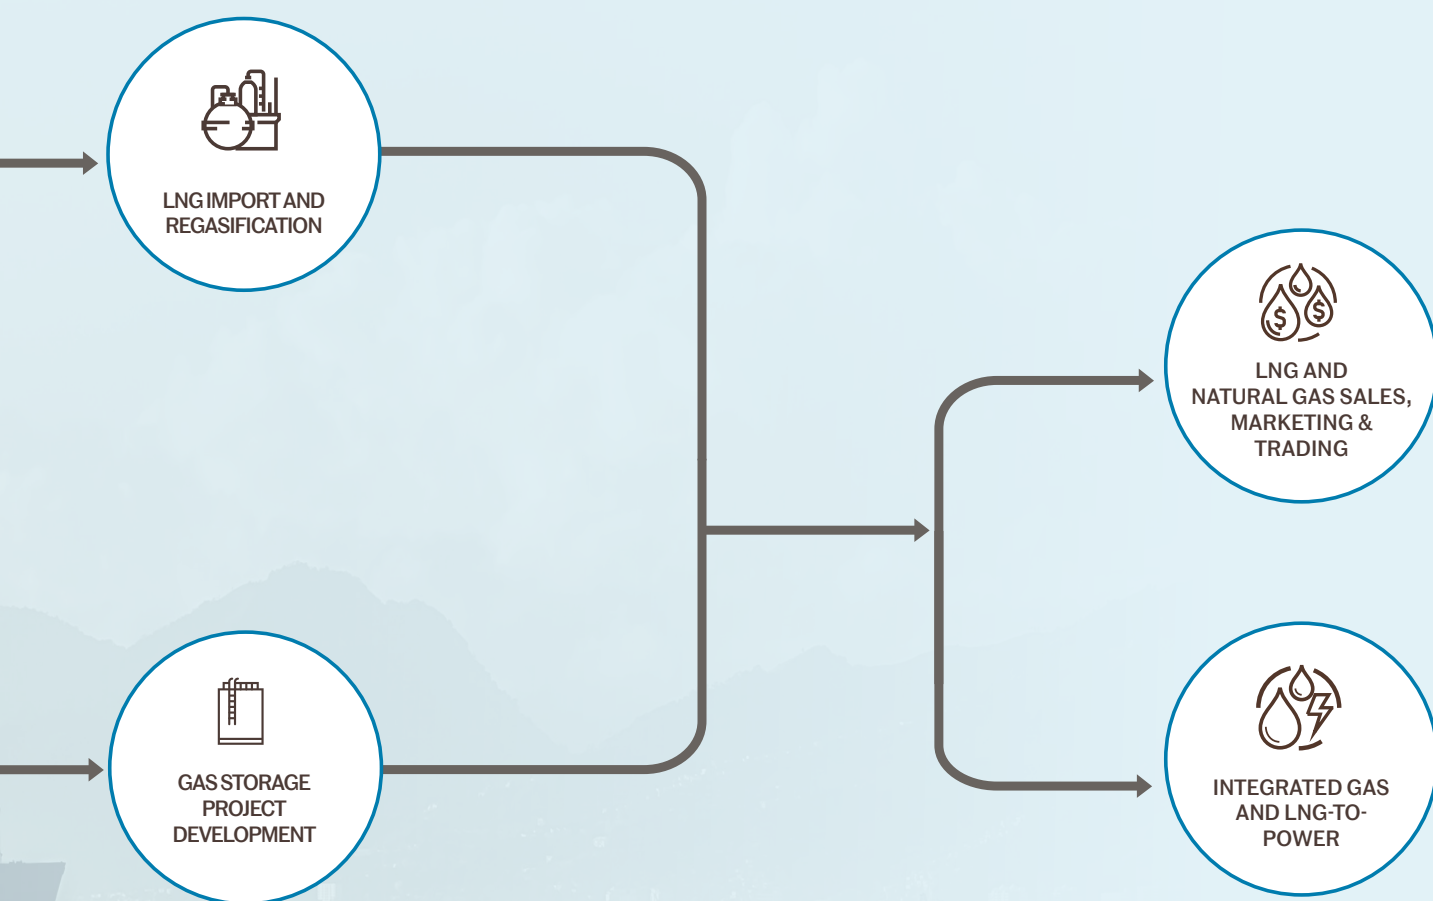 LNG IMPORT AND
REGASIFICATION
LNG AND
NATURAL GAS SALES,
MARKETING &
TRADING
GAS STORAGE
PROJECT
DEVELOPMENT
INTEGRATED GAS
AND LNG-TO-
POWER